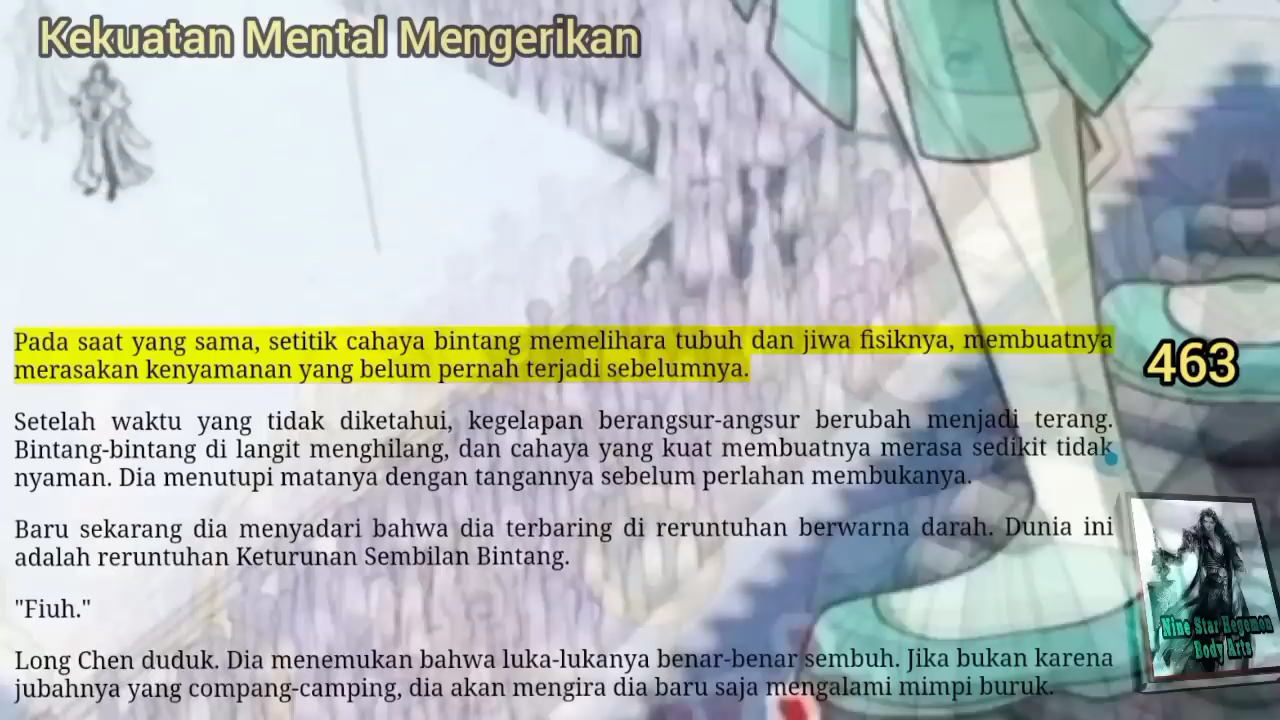 Kekuatan Mental Mengerikan
Pada saat yang sama, setitik cahaya bintang memelihara tubuh dan jiwa fisiknya, membuatnya
merasakan kenyamanan yang belum pernah terjadi sebelumnya.
463
Setelah waktu yang tidak diketahui, kegelapan berangsur-angsur berubah menjadi terang.
Bintang-bintang di langit menghilang, dan cahaya yang kuat membuatnya merasa sedikit tidak
nyaman. Dia menutupi matanya dengan tangannya sebelum perlahan membukanya.
Baru sekarang dia menyadari bahwa dia terbaring di reruntuhan berwarna darah. Dunia ini
adalah reruntuhan Keturunan Sembilan Bintang.
"Fiuh."
Long Chen duduk. Dia menemukan bahwa luka-lukanya benar-benar sembuh. Jika bukan karena
jubahnya yang compang-camping, dia akan mengira dia baru saja mengalami mimpi buruk.
Nine Star Hegemon
Body Arts